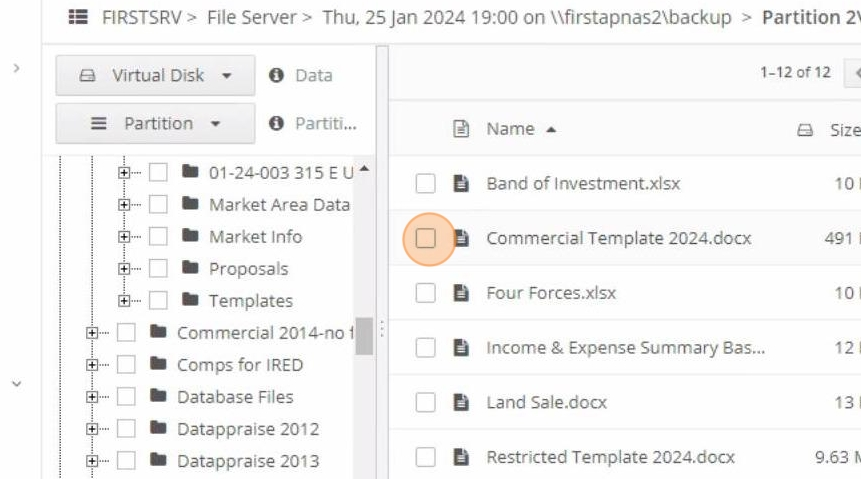 FIRSTSRV > File Server > Thu, 25 Jan 2024 19:00 on \\firstapnas2\backup > Partition 2\
Virtual Disk
Data
Partition
Partiti...
01-24-003 315 E U
Market Area Data
Market Info
Proposals
Templates
Commercial 2014-no f
Comps for IRED
Database Files
Datappraise 2012
Datappraise 2013
1–12 of 12
Name Size
Band of Investment.xlsx 10
Commercial Template 2024.docx 491
Four Forces.xlsx 10
Income & Expense Summary Bas... 12
Land Sale.docx 13
Restricted Template 2024.docx 9.63